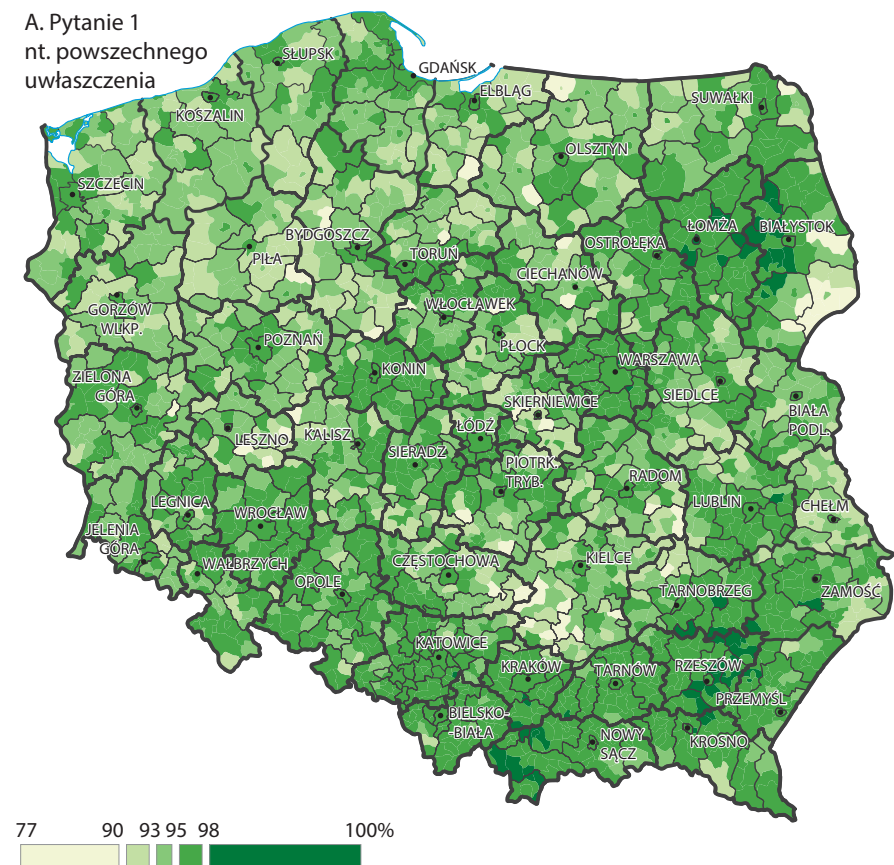 A. Pytanie 1
nt. powszechnego
uwłaszczenia
SŁUPSK
GDAŃSK
ELBLĄG
SUWAŁKI
KOSZALIN
OLSZTYN
SZCZECIN
BYDGOSZCZ
PIŁA
TORUŃ
OSTROŁĘKA
ŁOMŻA
BIAŁYSTOK
CIECHANÓW
GORZÓW
WLKP.
WŁOCŁAWEK
POZNAŃ
PŁOCK
KONIN
WARSZAWA
ZIELONA
GÓRA
SKIERNIEWICE
SIEDLCE
BIAŁA
PODL.
LESZNO
KALISZ
ŁÓDŹ
SIERADZ
PIOTRK.
TRYB.
RADOM
LUBLIN
CHEŁM
LEGNICA
WROCŁAW
JELENIA
GÓRA
WAŁBRZYCH
OPOLE
CZĘSTOCHOWA
KIELCE
TARNOBRZEG
ZAMOŚĆ
KATOWICE
KRAKÓW
TARNÓW
RZESZÓW
PRZEMYŚL
BIELSKO-
-BIAŁA
NOWY
SĄCZ
KROSNO
77 90 93 95 98 100%